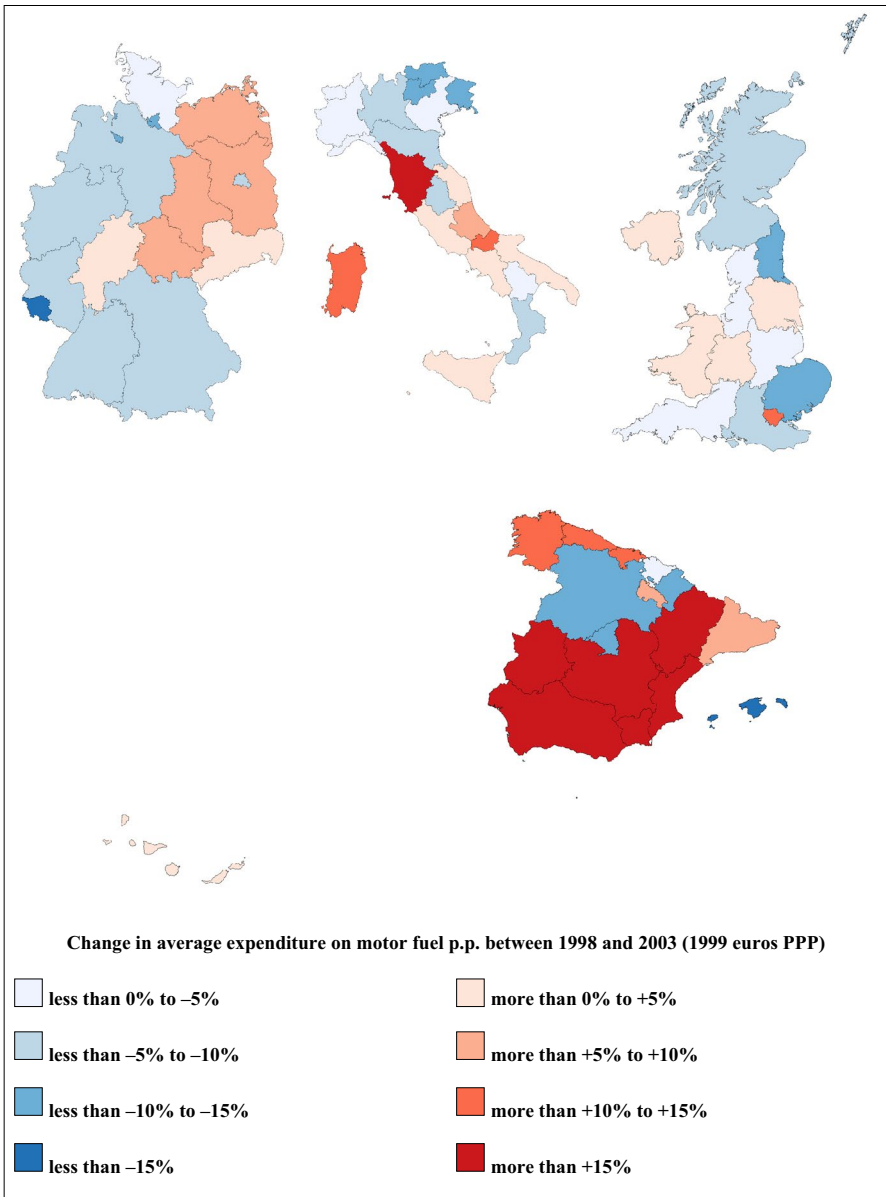 Change in average expenditure on motor fuel p.p. between 1998 and 2003 (1999 euros PPP)
less than 0% to –5%
more than 0% to +5%
less than –5% to –10%
more than +5% to +10%
less than –10% to –15%
more than +10% to +15%
less than –15%
more than +15%